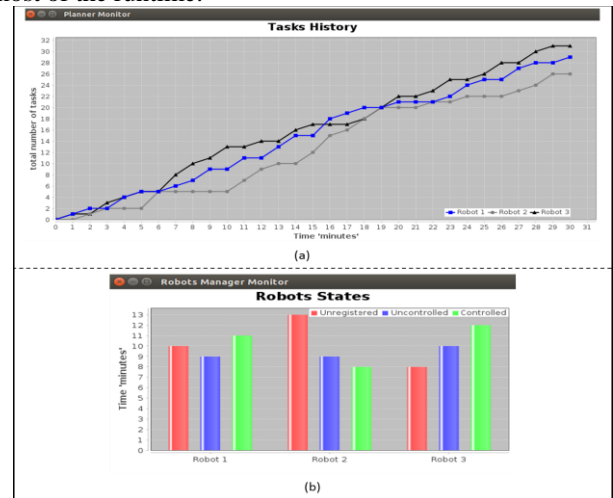 most of the runtime.
Planner Monitor
Tasks History
total number of tasks
32
30
28
26
24
22
20
18
16
14
12
10
8
6
4
2
0
0 1 2 3 4 5 6 7 8 9 10 11 12 13 14 15 16 17 18 19 20 21 22 23 24 25 26 27 28 29 30 31
Time 'minutes'
Robot 1 Robot 2 Robot 3
(a)
Robots Manager Monitor
Robots States
Unregistered Uncontrolled Controlled
Time 'minutes'
13
12
11
10
9
8
7
6
5
4
3
2
1
0
Robot 1 Robot 2 Robot 3
(b)